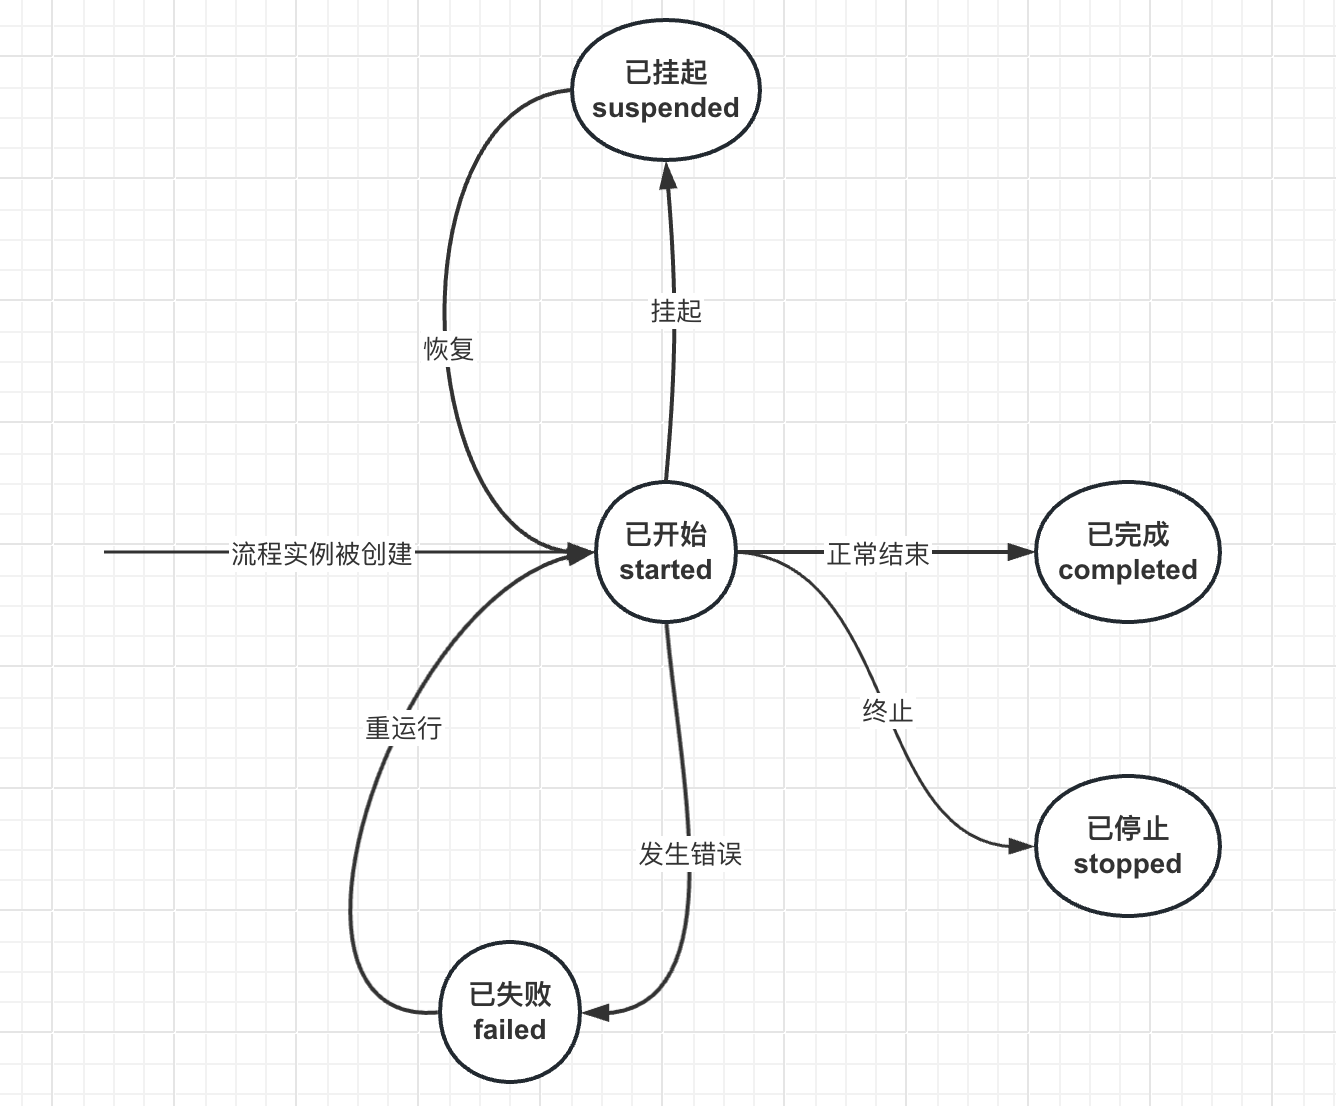 已挂起
suspended
挂起
恢复
流程实例被创建
已开始
started
正常结束
已完成
completed
终止
重运行
发生错误
已停止
stopped
已失败
failed